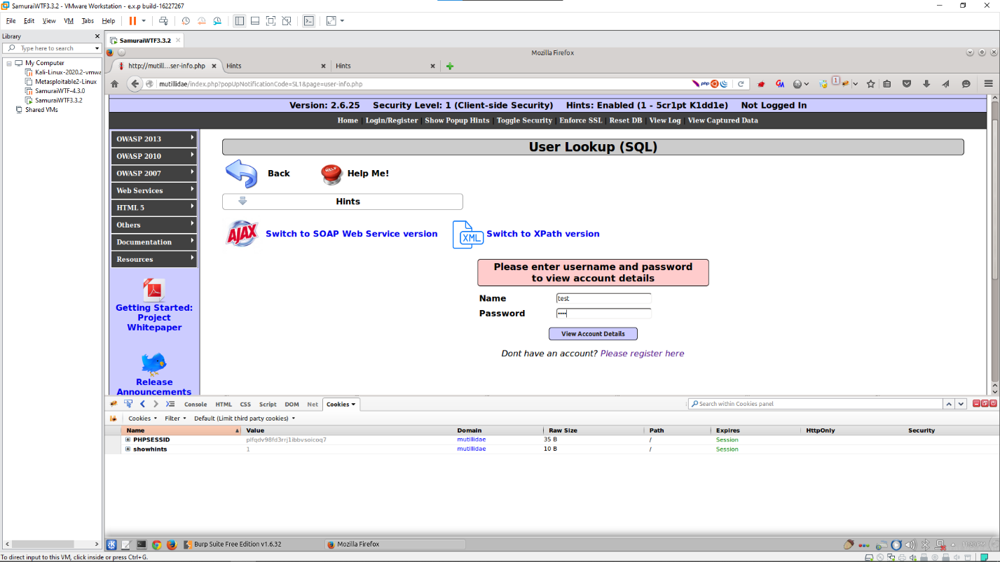 SamuraiWTF3.3.2 - VMware Workstation - e.x.p build-16227267
File Edit View VM Tabs Help
Library
Type here to search
My Computer
Kali-Linux-2020.2-vmwa
Metasploitable2-Linux
SamuraiWTF-4.3.0
SamuraiWTF3.3.2
Shared VMs
SamuraiWTF3.3.2
Mozilla Firefox
http://mutill...ser-info.php Hints Hints
mutillidae/index.php?popUpNotificationCode=SL1&page=user-info.php
php
1
Version: 2.6.25 Security Level: 1 (Client-side Security) Hints: Enabled (1 - 5cr1pt K1dd1e) Not Logged In
Home | Login/Register | Show Popup Hints | Toggle Security | Enforce SSL | Reset DB | View Log | View Captured Data
OWASP 2013
OWASP 2010
OWASP 2007
Web Services
HTML 5
Others
Documentation
Resources
Getting Started:
Project
Whitepaper
Release
Announcements
User Lookup (SQL)
Back
HELP
Help Me!
Hints
AJAX
Switch to SOAP Web Service version
XML
Switch to XPath version
Please enter username and password
to view account details
Name test
Password ••••
View Account Details
Dont have an account? Please register here
Console HTML CSS Script DOM Net Cookies
Search within Cookies panel
Cookies Filter Default (Limit third party cookies)
Name Value Domain Raw Size Path Expires HttpOnly Security
PHPSESSID plfqdv98fd3rrj1ibbvsoicoq7 mutillidae 35 B / Session
showhints 1 mutillidae 10 B / Session
Burp Suite Free Edition v1.6.32
Mozilla Firefox
11:20 PM
To direct input to this VM, click inside or press Ctrl+G.